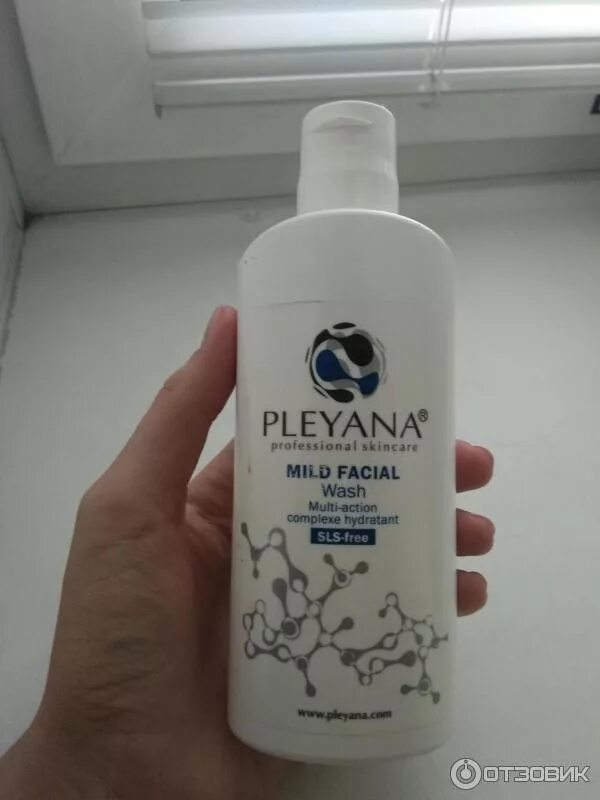 PLEYANA®
professional skincare
MILD FACIAL
Wash
Multi-action
complexe hydratant
SLS-free
www.pleyana.com
ОТЗОВИК